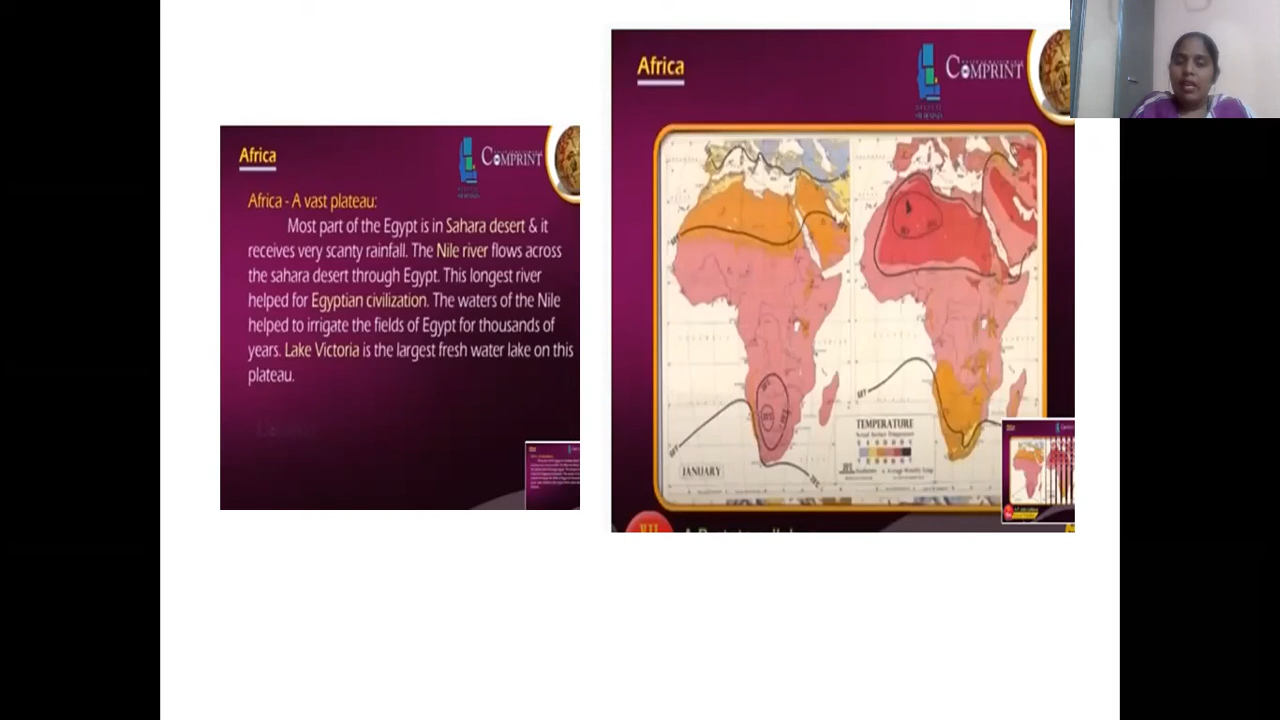 Africa
COMPRINT
Africa - A vast plateau:
Most part of the Egypt is in Sahara desert & it
receives very scanty rainfall. The Nile river flows across
the sahara desert through Egypt. This longest river
helped for Egyptian civilization. The waters of the Nile
helped to irrigate the fields of Egypt for thousands of
years. Lake Victoria is the largest fresh water lake on this
plateau.
Africa
COMPRINT
TEMPERATURE
JANUARY
VII